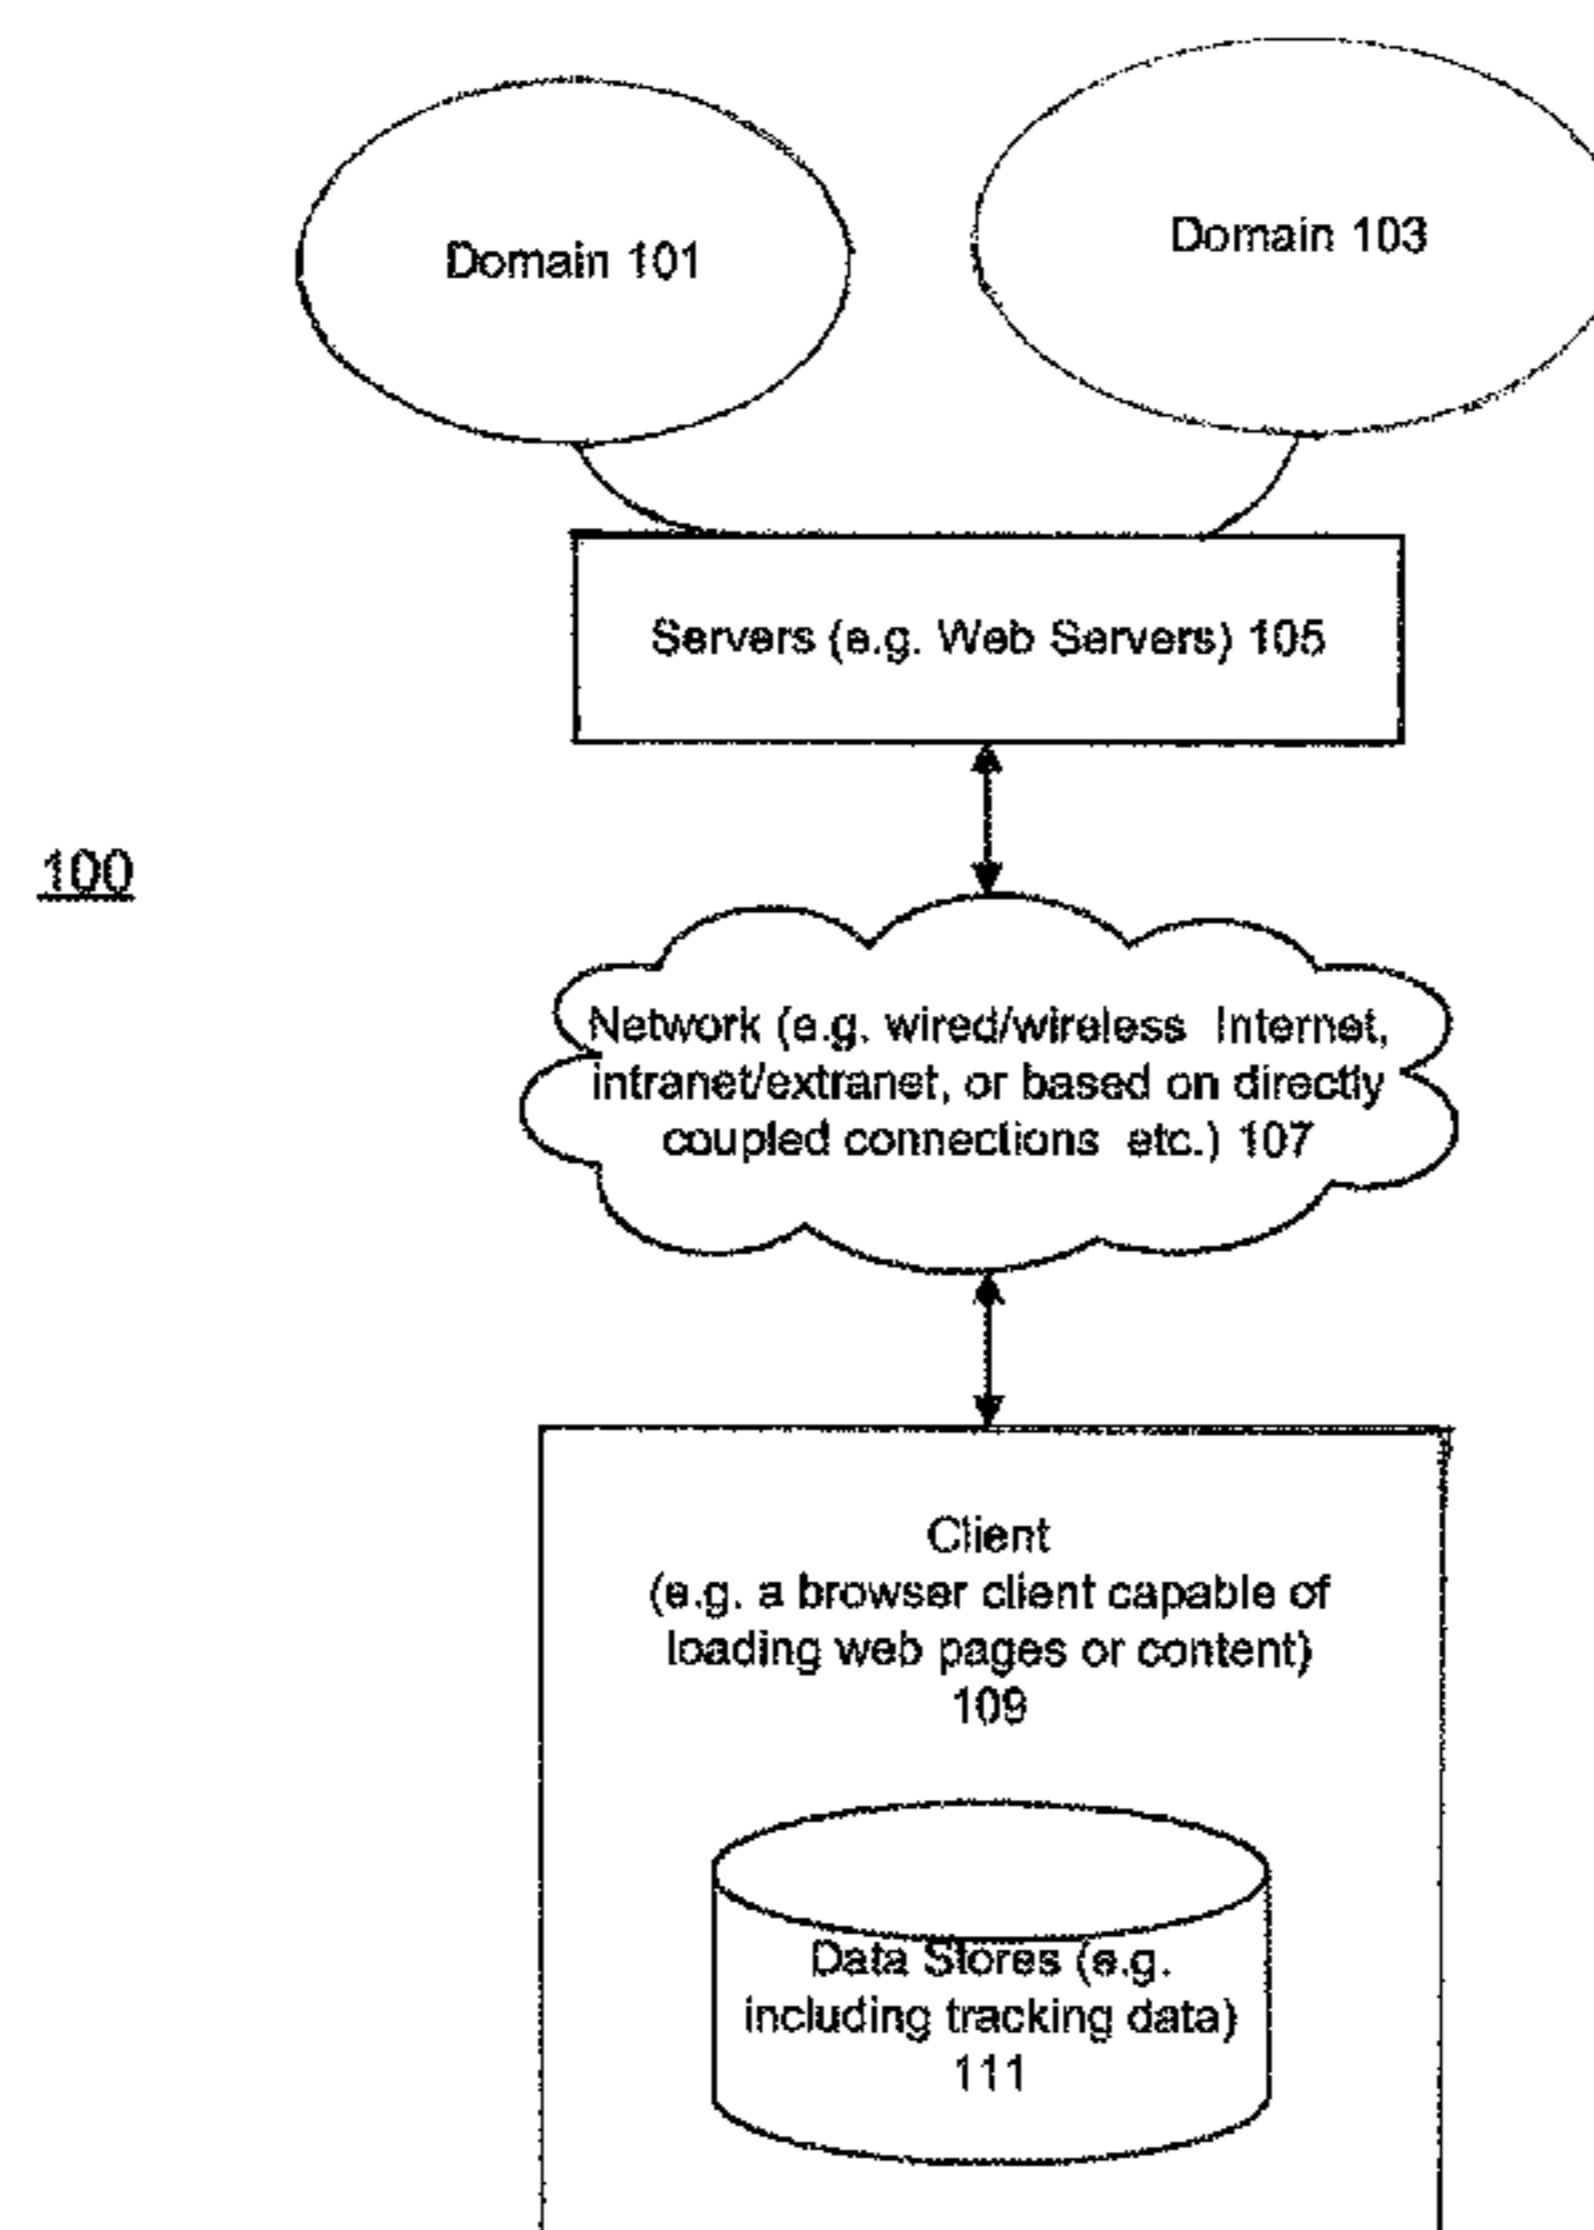 Domain 101
Domain 103
Servers (e.g. Web Servers) 105
100
Network (e.g. wired/wireless Internet,
intranet/extranet, or based on directly
coupled connections etc.) 107
Client
(e.g. a browser client capable of
loading web pages or content)
109
Data Stores (e.g.
including tracking data)
111